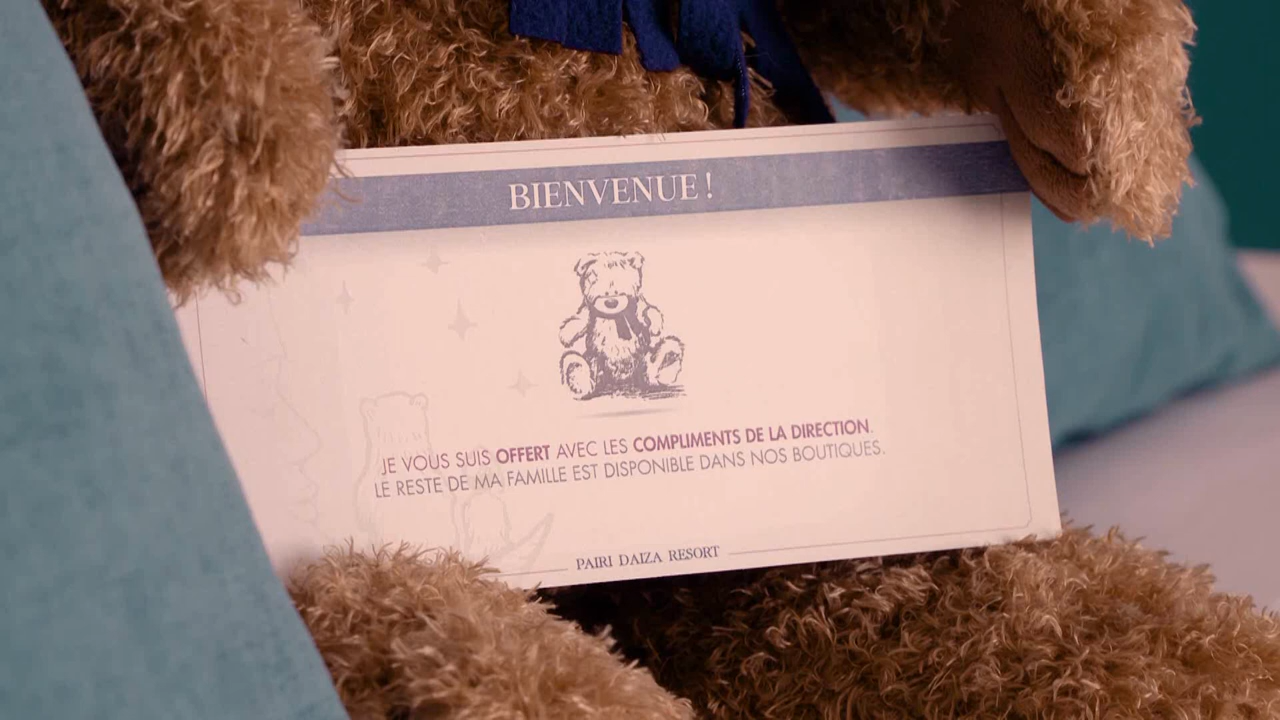 BIENVENUE !
JE VOUS SUIS OFFERT AVEC LES COMPLIMENTS DE LA DIRECTION.
LE RESTE DE MA FAMILLE EST DISPONIBLE DANS NOS BOUTIQUES.
PAIRI DAIZA RESORT